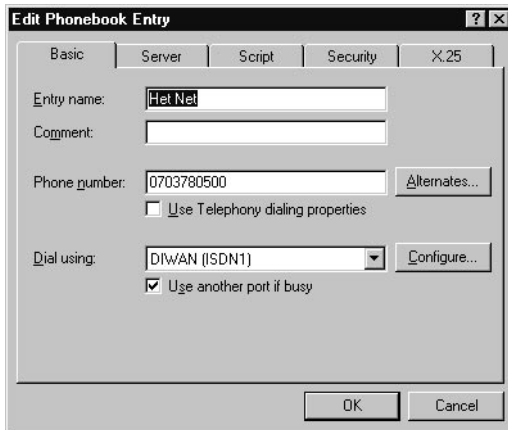 Edit Phonebook Entry
Basic Server Script Security X.25
Entry name: Het Net
Comment:
Phone number: 0703780500 Alternates...
Use Telephony dialing properties
Dial using: DIWAN (ISDN1) Configure...
Use another port if busy
OK Cancel